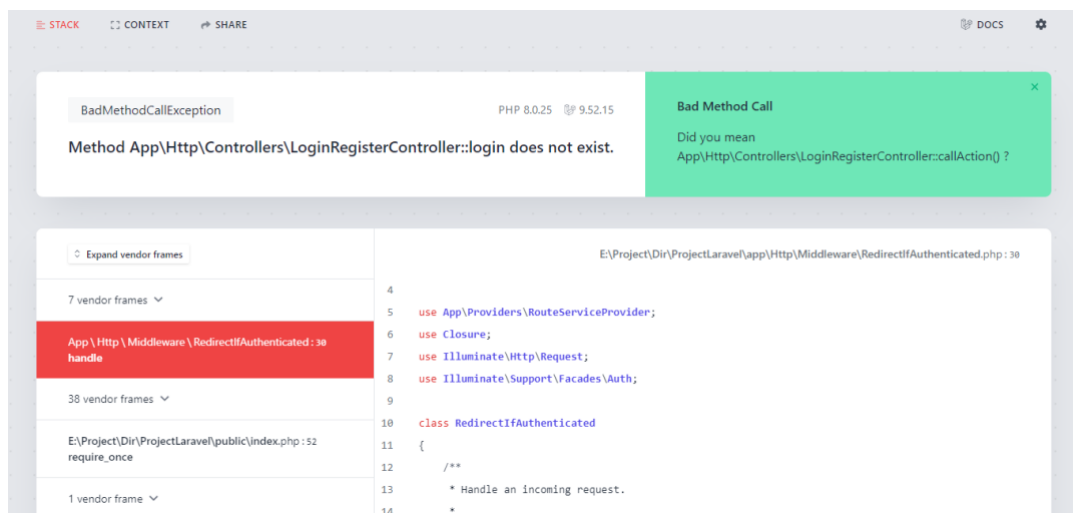 STACK CONTEXT SHARE DOCS
BadMethodCallException PHP 8.0.25 9.52.15
Method App\Http\Controllers\LoginRegisterController::login does not exist.
Bad Method Call
Did you mean
App\Http\Controllers\LoginRegisterController::callAction() ?
Expand vendor frames
7 vendor frames
App \ Http \ Middleware \ RedirectIfAuthenticated : 30
handle
38 vendor frames
E:\Project\Dir\ProjectLaravel\public\index.php : 52
require_once
1 vendor frame
E:\Project\Dir\ProjectLaravel\app\Http\Middleware\RedirectIfAuthenticated.php : 30
4
5 use App\Providers\RouteServiceProvider;
6 use Closure;
7 use Illuminate\Http\Request;
8 use Illuminate\Support\Facades\Auth;
9
10 class RedirectIfAuthenticated
11 {
12 /**
13 * Handle an incoming request.
14 *